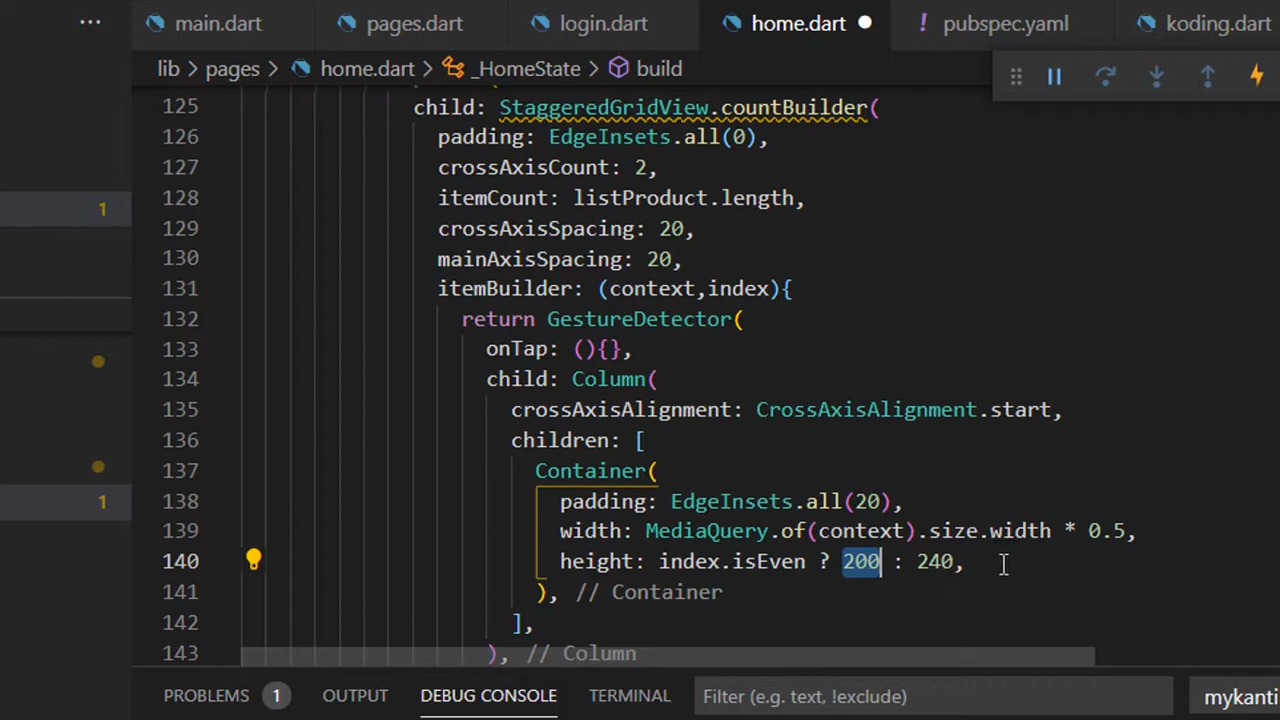 main.dart pages.dart login.dart home.dart ! pubspec.yaml koding.dart
lib > pages > home.dart > _HomeState > build
125 child: StaggeredGridView.countBuilder(
126 padding: EdgeInsets.all(0),
127 crossAxisCount: 2,
1 128 itemCount: listProduct.length,
129 crossAxisSpacing: 20,
130 mainAxisSpacing: 20,
131 itemBuilder: (context,index){
132 return GestureDetector(
133 onTap: (){},
134 child: Column(
135 crossAxisAlignment: CrossAxisAlignment.start,
136 children: [
137 Container(
1 138 padding: EdgeInsets.all(20),
139 width: MediaQuery.of(context).size.width * 0.5,
140 height: index.isEven ? 200 : 240,
141 ), // Container
142 ],
143 ), // Column
PROBLEMS 1 OUTPUT DEBUG CONSOLE TERMINAL Filter (e.g. text, !exclude) mykanti